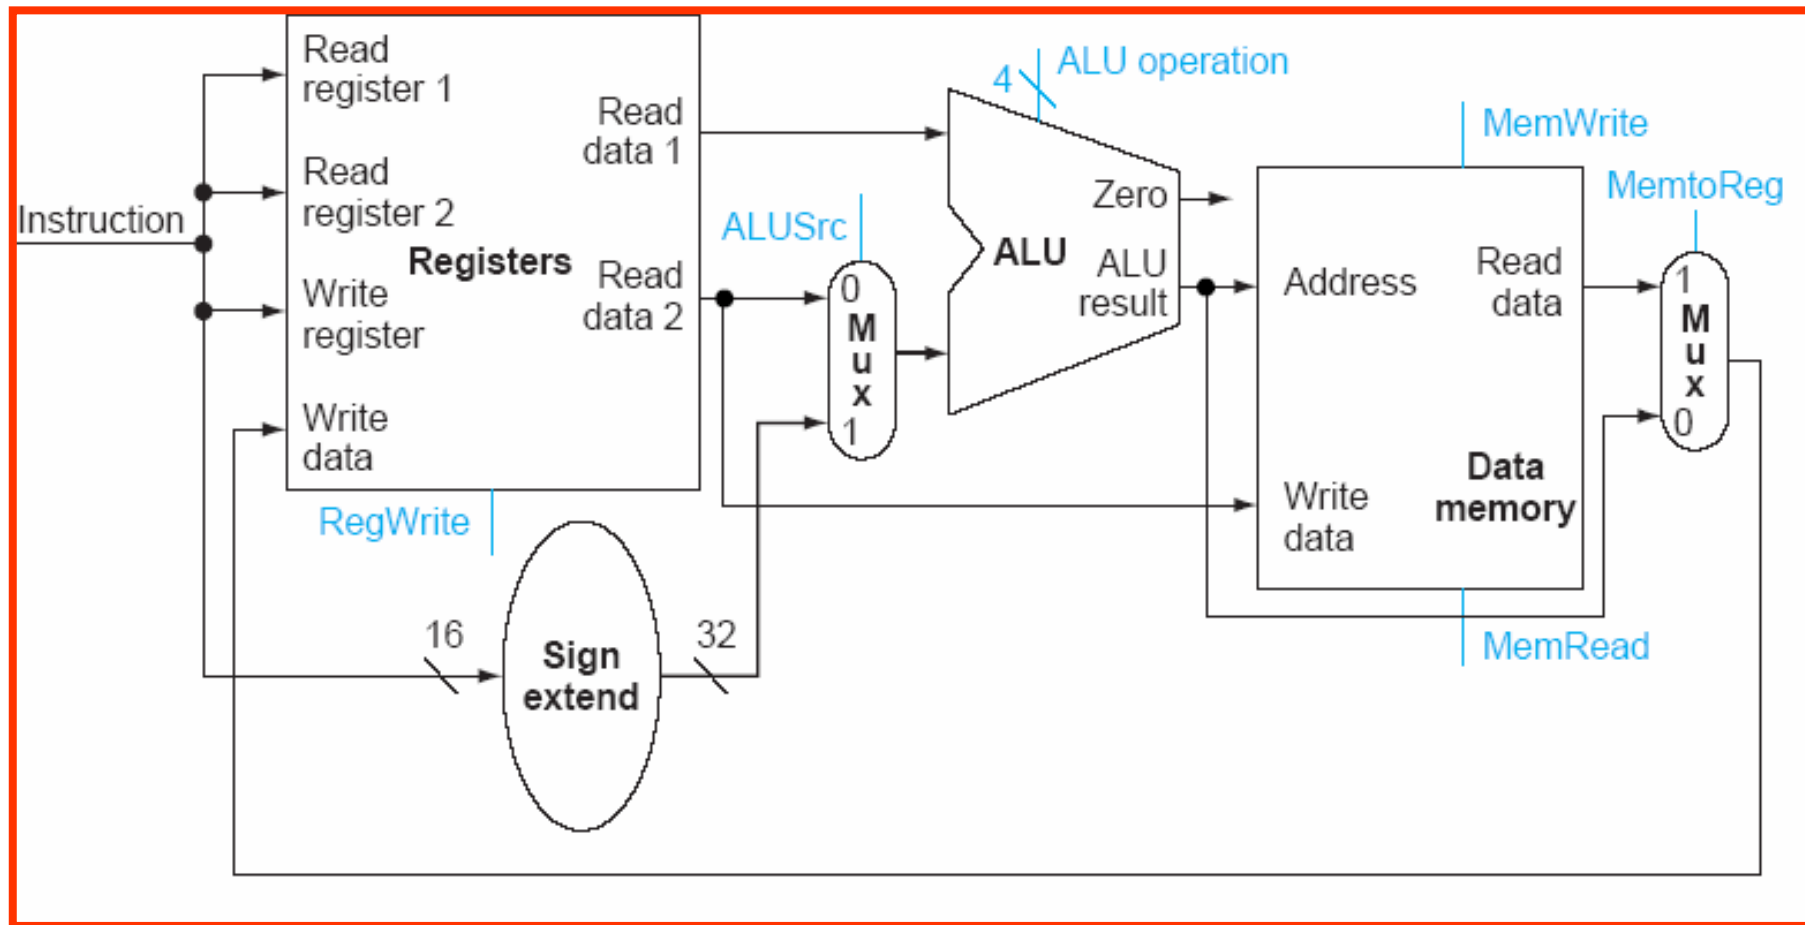 Read
register 1
Read
register 2
Instruction
Registers
Write
register
Write
data
Read
data 1
Read
data 2
RegWrite
16
Sign
extend
32
ALUSrc
0
M
u
x
1
4
ALU operation
Zero
ALU
ALU
result
MemWrite
Address
Read
data
Write
data
Data
memory
MemRead
MemtoReg
1
M
u
x
0